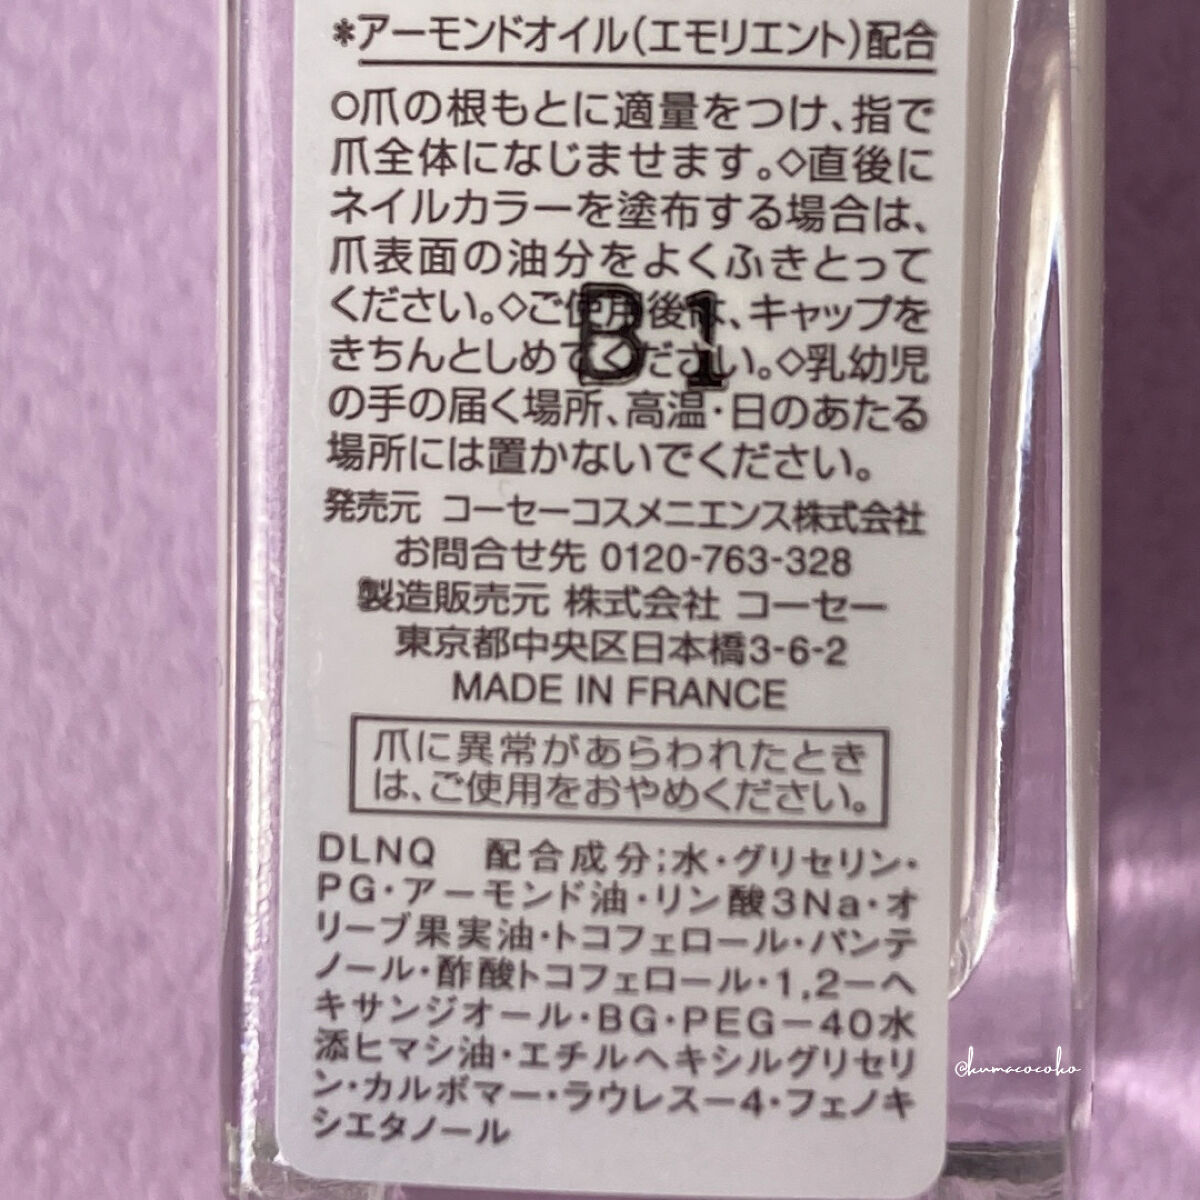 *アーモンドオイル(エモリエント)配合
○爪の根もとに適量をつけ、指で
爪全体になじませます。◇直後に
ネイルカラーを塗布する場合は、
爪表面の油分をよくふきとって
ください。◇ご使用後は、キャップを
きちんとしめてください。◇乳幼児
の手の届く場所、高温・日のあたる
場所には置かないでください。
B1
発売元 コーセーコスメニエンス株式会社
お問合せ先 0120-763-328
製造販売元 株式会社 コーセー
東京都中央区日本橋3-6-2
MADE IN FRANCE
爪に異常があらわれたとき
は、ご使用をおやめください。
DLNQ 配合成分;水・グリセリン・
PG・アーモンド油・リン酸3Na・オ
リーブ果実油・トコフェロール・パンテ
ノール・酢酸トコフェロール・1,2ーヘ
キサンジオール・BG・PEGー40水
添ヒマシ油・エチルヘキシルグリセリ
ン・カルボマー・ラウレスー4・フェノキ
シエタノール
@kumacocoko